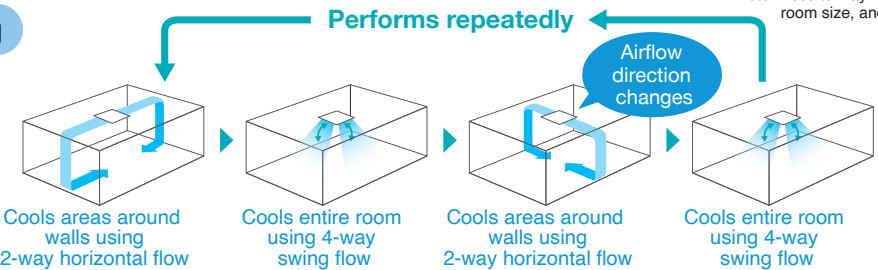 room size, and
Performs repeatedly
Airflow
direction
changes
Cools areas around
walls using
2-way horizontal flow
Cools entire room
using 4-way
swing flow
Cools areas around
walls using
2-way horizontal flow
Cools entire room
using 4-way
swing flow